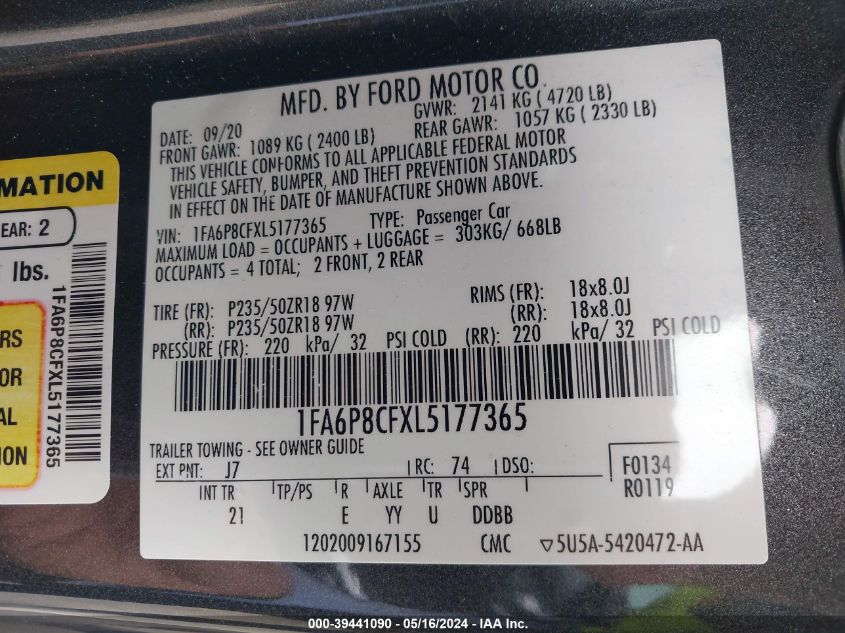 MATION
EAR: 2
lbs.
RS
OR
AL
ION
1FA6P8CFXL5177365
MFD. BY FORD MOTOR CO.
DATE: 09/20 GVWR: 2141 KG ( 4720 LB)
FRONT GAWR: 1089 KG ( 2400 LB) REAR GAWR: 1057 KG ( 2330 LB)
THIS VEHICLE CONFORMS TO ALL APPLICABLE FEDERAL MOTOR
VEHICLE SAFETY, BUMPER, AND THEFT PREVENTION STANDARDS
IN EFFECT ON THE DATE OF MANUFACTURE SHOWN ABOVE.
VIN: 1FA6P8CFXL5177365 TYPE: Passenger Car
MAXIMUM LOAD = OCCUPANTS + LUGGAGE = 303KG/ 668LB
OCCUPANTS = 4 TOTAL; 2 FRONT, 2 REAR
TIRE (FR): P235/50ZR18 97W RIMS (FR): 18x8.0J
(RR): P235/50ZR18 97W (RR): 18x8.0J
PRESSURE (FR): 220 kPa/ 32 PSI COLD (RR): 220 kPa/ 32 PSI COLD
1FA6P8CFXL5177365
TRAILER TOWING - SEE OWNER GUIDE
EXT PNT: J7 RC: 74 DSO: F0134
R0119
INT TR TP/PS R AXLE TR SPR
21 E YY U DDBB
1202009167155 CMC ▽5U5A-5420472-AA
000-39441090 - 05/16/2024 - IAA Inc.